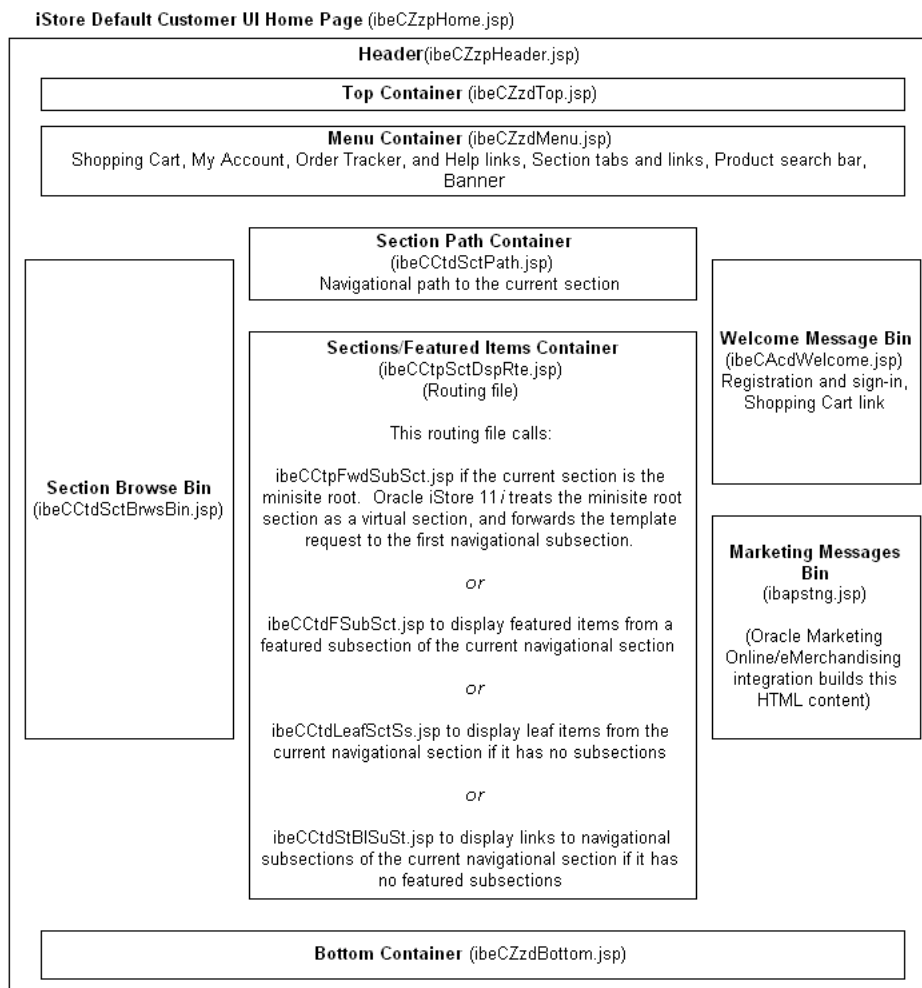 iStore Default Customer UI Home Page (ibeCZzpHome.jsp)
Header(ibeCZzpHeader.jsp)
Top Container (ibeCZzdTop.jsp)
Menu Container (ibeCZzdMenu.jsp)
Shopping Cart, My Account, Order Tracker, and Help links, Section tabs and links, Product search bar,
Banner
Section Path Container
(ibeCCtdSctPath.jsp)
Navigational path to the current section
Section Browse Bin
(ibeCCtdSctBrwsBin.jsp)
Sections/Featured Items Container
(ibeCCtpSctDspRte.jsp)
(Routing file)
This routing file calls:
ibeCCtpFwdSubSct.jsp if the current section is the
minisite root. Oracle iStore 11i treats the minisite root
section as a virtual section, and forwards the template
request to the first navigational subsection.
or
ibeCCtdFSubSct.jsp to display featured items from a
featured subsection of the current navigational section
or
ibeCCtdLeafSctSs.jsp to display leaf items from the
current navigational section if it has no subsections
or
ibeCCtdStBlSuSt.jsp to display links to navigational
subsections of the current navigational section if it has
no featured subsections
Welcome Message Bin
(ibeCAcdWelcome.jsp)
Registration and sign-in,
Shopping Cart link
Marketing Messages
Bin
(ibapstng.jsp)
(Oracle Marketing
Online/eMerchandising
integration builds this
HTML content)
Bottom Container (ibeCZzdBottom.jsp)